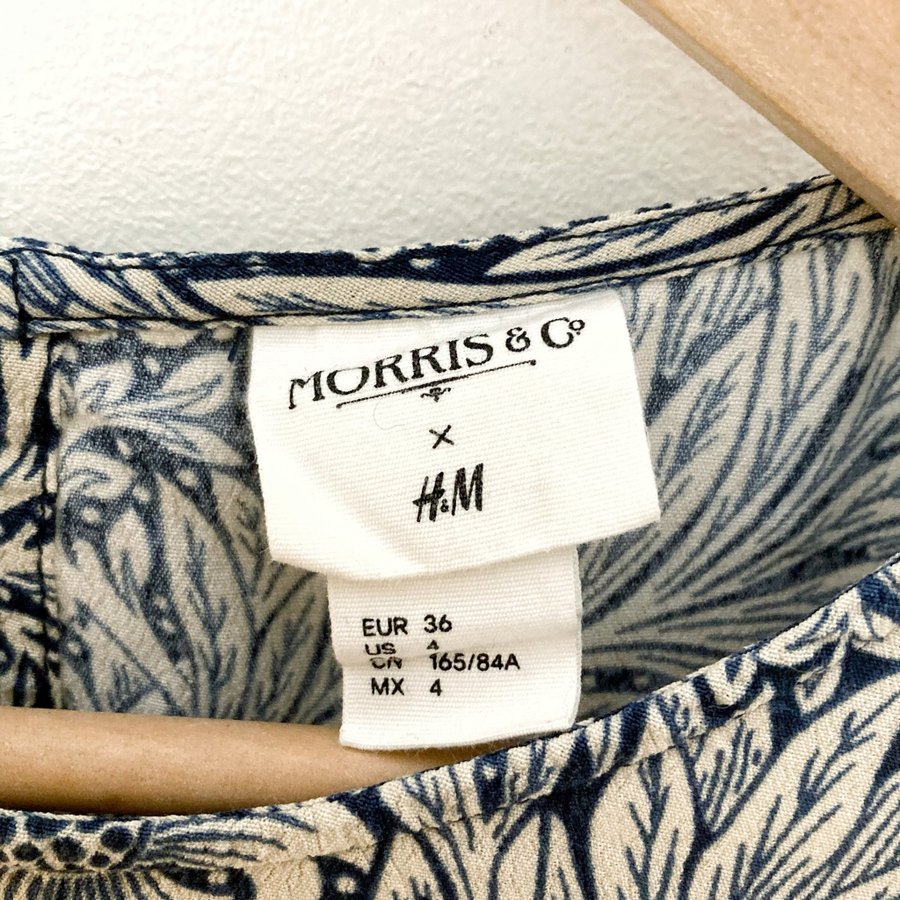 MORRIS & Co
x
H&M
EUR 36
US 4
CN 165/84A
MX 4